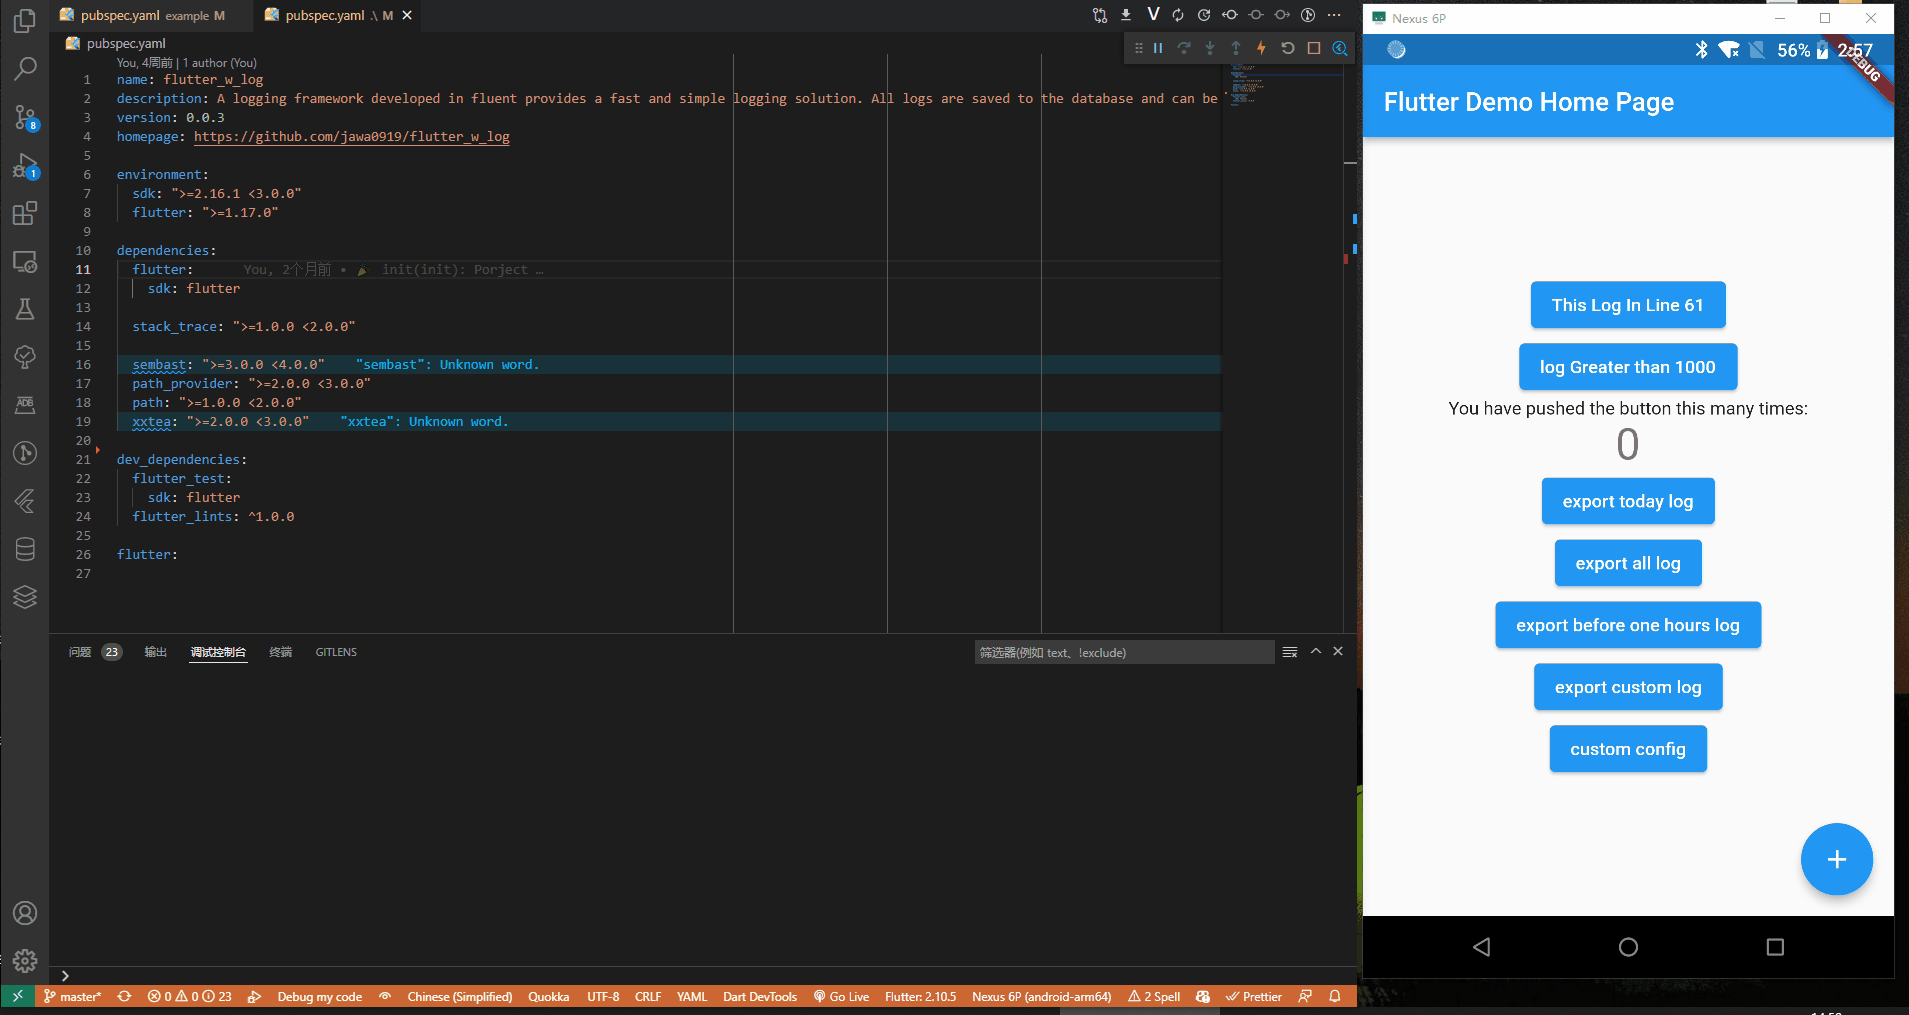 pubspec.yaml example M
pubspec.yaml .\ M
pubspec.yaml
You, 4周前 | 1 author (You)
1 name: flutter_w_log
2 description: A logging framework developed in fluent provides a fast and simple logging solution. All logs are saved to the database and can be
3 version: 0.0.3
4 homepage: https://github.com/jawa0919/flutter_w_log
5
6 environment:
7 sdk: ">=2.16.1 <3.0.0"
8 flutter: ">=1.17.0"
9
10 dependencies:
11 flutter: You, 2个月前 • 🎉 init(init): Porject …
12 sdk: flutter
13
14 stack_trace: ">=1.0.0 <2.0.0"
15
16 sembast: ">=3.0.0 <4.0.0" "sembast": Unknown word.
17 path_provider: ">=2.0.0 <3.0.0"
18 path: ">=1.0.0 <2.0.0"
19 xxtea: ">=2.0.0 <3.0.0" "xxtea": Unknown word.
20
21 dev_dependencies:
22 flutter_test:
23 sdk: flutter
24 flutter_lints: ^1.0.0
25
26 flutter:
27
8
1
ADB
问题 23 输出 调试控制台 终端 GITLENS
筛选器(例如 text、!exclude)
master* 0 0 23 Debug my code Chinese (Simplified) Quokka UTF-8 CRLF YAML Dart DevTools Go Live Flutter: 2.10.5 Nexus 6P (android-arm64) 2 Spell Prettier
Nexus 6P
56% 2:57
DEBUG
Flutter Demo Home Page
This Log In Line 61
log Greater than 1000
You have pushed the button this many times:
0
export today log
export all log
export before one hours log
export custom log
custom config
+